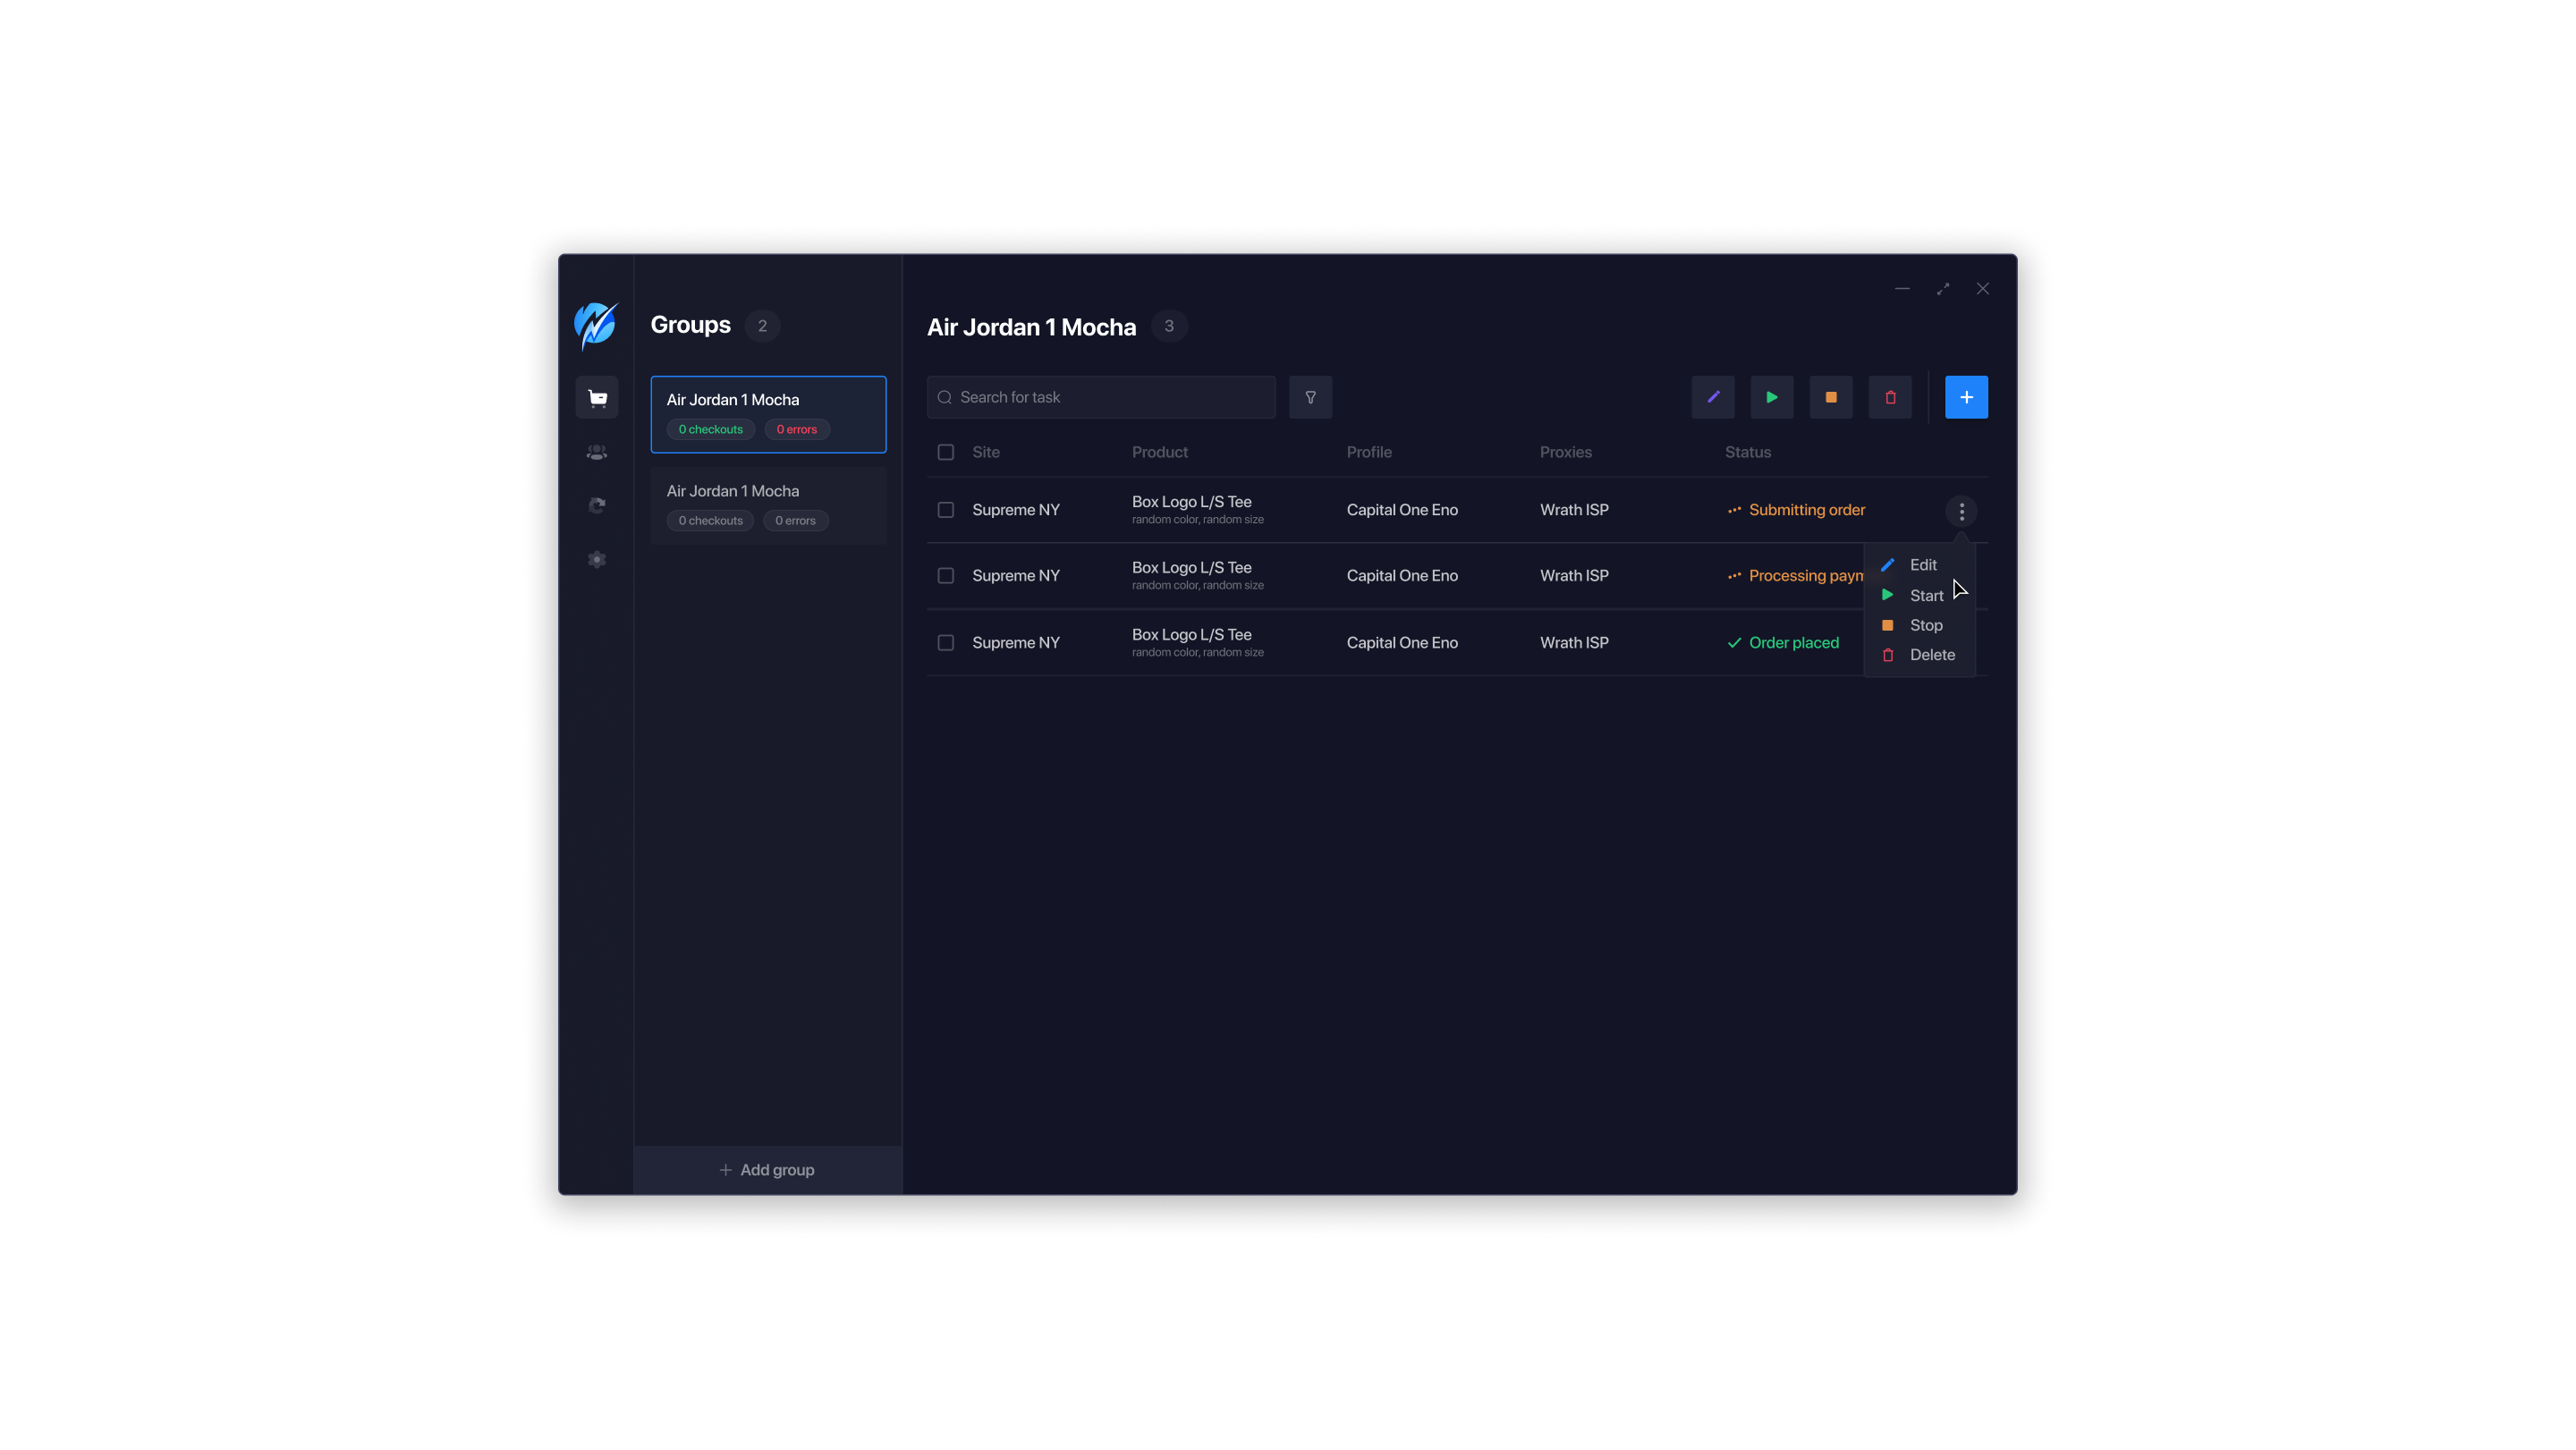 Groups 2
Air Jordan 1 Mocha
0 checkouts 0 errors
Air Jordan 1 Mocha
0 checkouts 0 errors
Add group
Air Jordan 1 Mocha 3
Search for task
Site Product Profile Proxies Status
Supreme NY Box Logo L/S Tee Capital One Eno Wrath ISP Submitting order
random color, random size
Supreme NY Box Logo L/S Tee Capital One Eno Wrath ISP Processing paym
random color, random size
Supreme NY Box Logo L/S Tee Capital One Eno Wrath ISP Order placed
random color, random size
Edit
Start
Stop
Delete